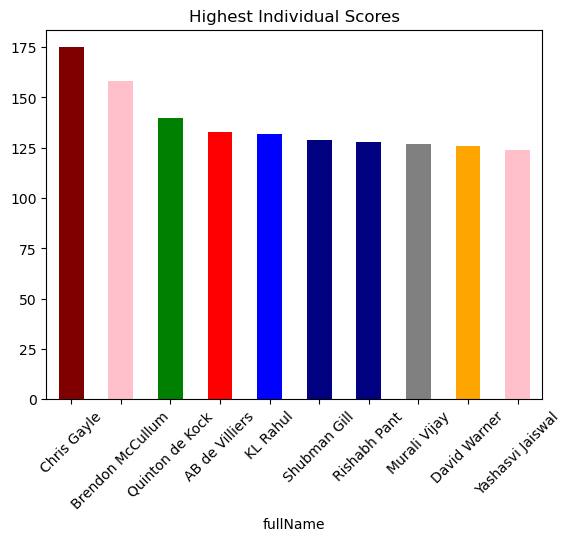 Highest Individual Scores
175
150
125
100
75
50
25
0
Chris Gayle
Brendon McCullum
Quinton de Kock
AB de Villiers
KL Rahul
Shubman Gill
Rishabh Pant
Murali Vijay
David Warner
Yashasvi Jaiswal
fullName